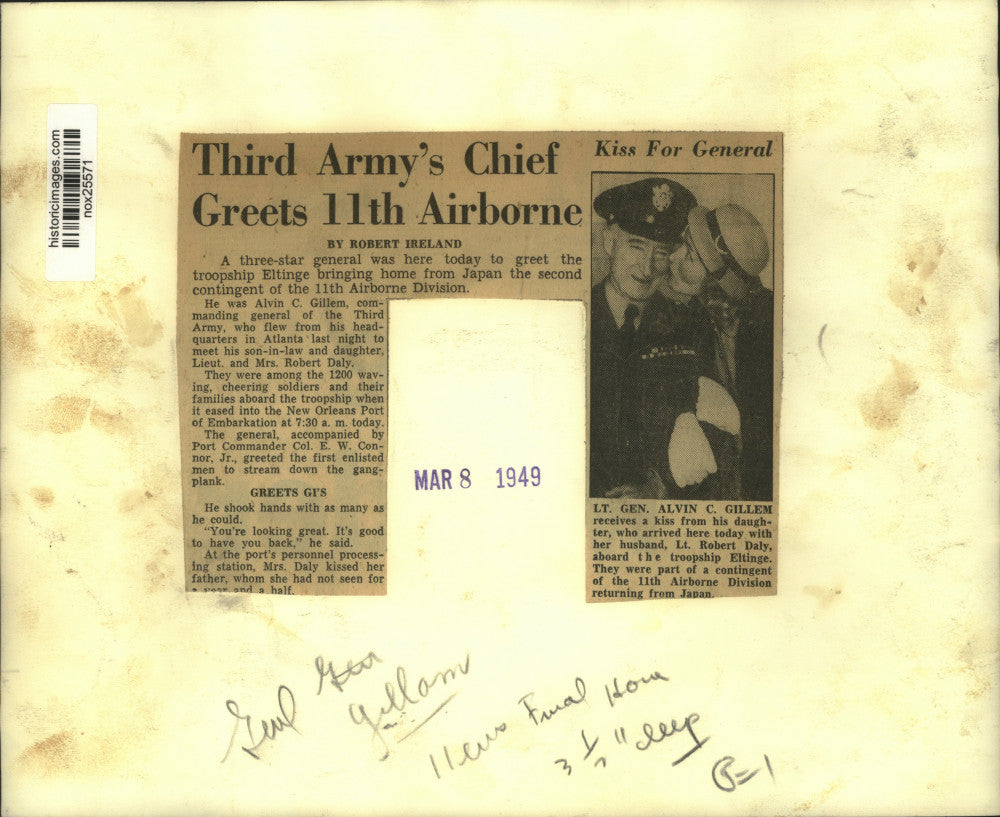 historicimages.com
nox25571
Third Army's Chief
Greets 11th Airborne
BY ROBERT IRELAND
A three-star general was here today to greet the
troopship Eltinge bringing home from Japan the second
contingent of the 11th Airborne Division.
He was Alvin C. Gillem, com-
manding general of the Third
Army, who flew from his head-
quarters in Atlanta last night to
meet his son-in-law and daughter,
Lieut. and Mrs. Robert Daly.
They were among the 1200 wav-
ing, cheering soldiers and their
families aboard the troopship when
it eased into the New Orleans Port
of Embarkation at 7:30 a. m. today.
The general, accompanied by
Port Commander Col. E. W. Con-
nor, Jr., greeted the first enlisted
men to stream down the gang-
plank.
GREETS GI'S
He shook hands with as many as
he could.
"You're looking great. It's good
to have you back," he said.
At the port's personnel process-
ing station, Mrs. Daly kissed her
father, whom she had not seen for
a year and a half.
Kiss For General
LT. GEN. ALVIN C. GILLEM
receives a kiss from his daugh-
ter, who arrived here today with
her husband, Lt. Robert Daly,
aboard the troopship Eltinge.
They were part of a contingent
of the 11th Airborne Division
returning from Japan.
MAR 8 1949
Gen
Gillam
Final
3 1/2" deep
P-1